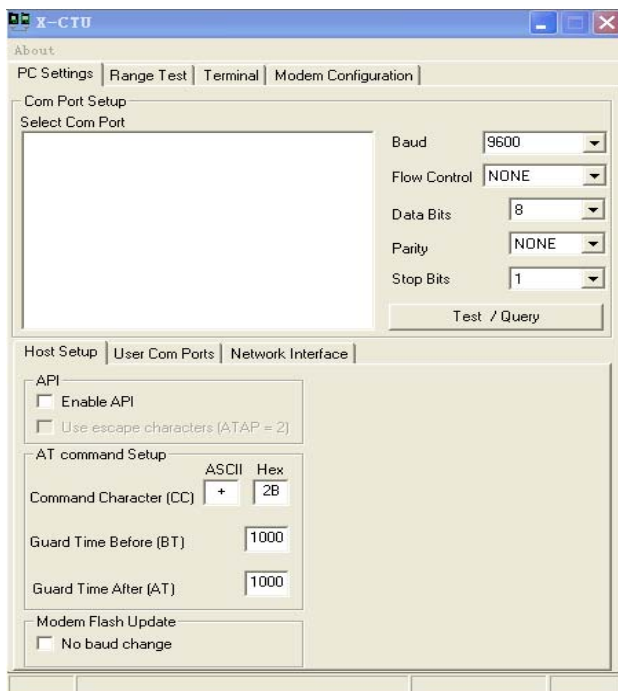 X-CTU
About
PC Settings Range Test Terminal Modem Configuration
Com Port Setup
Select Com Port
Baud 9600
Flow Control NONE
Data Bits 8
Parity NONE
Stop Bits 1
Test / Query
Host Setup User Com Ports Network Interface
API
Enable API
Use escape characters (ATAP = 2)
AT command Setup
ASCII Hex
Command Character (CC) + 2B
Guard Time Before (BT) 1000
Guard Time After (AT) 1000
Modem Flash Update
No baud change